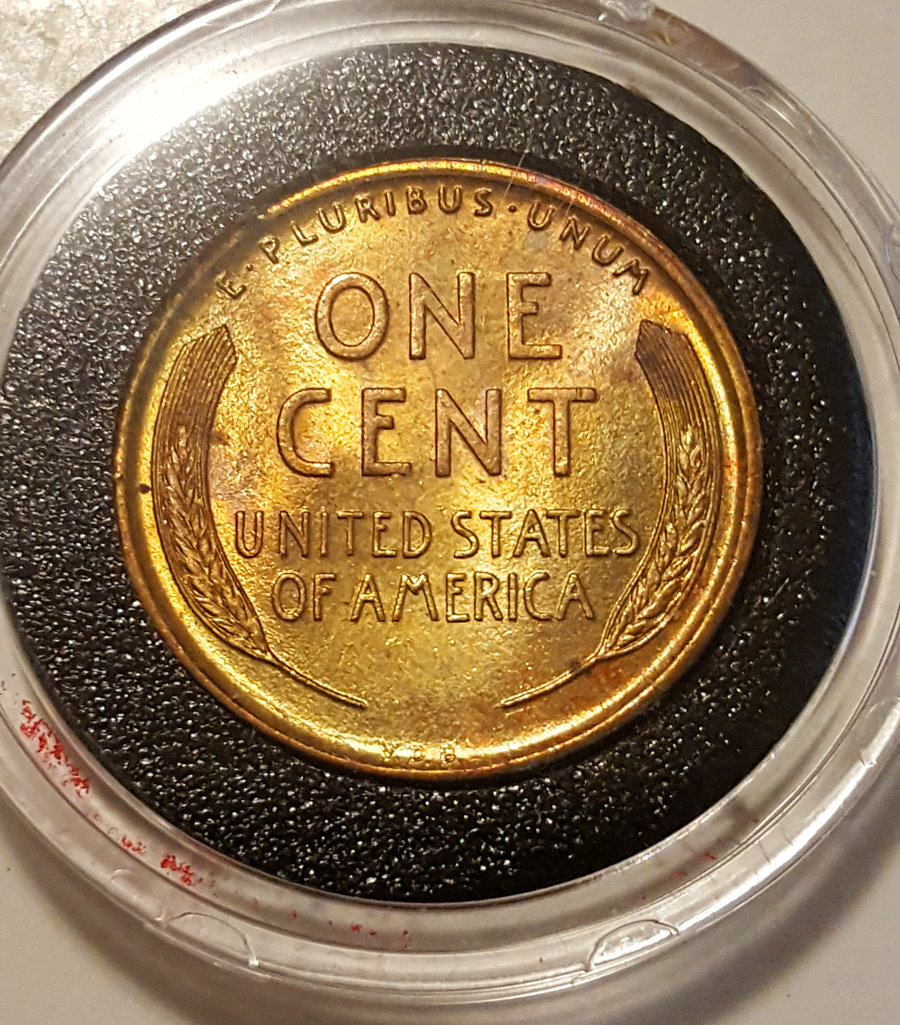 E·PLURIBUS·UNUM
ONE
CENT
UNITED STATES
OF AMERICA
V.D.B.